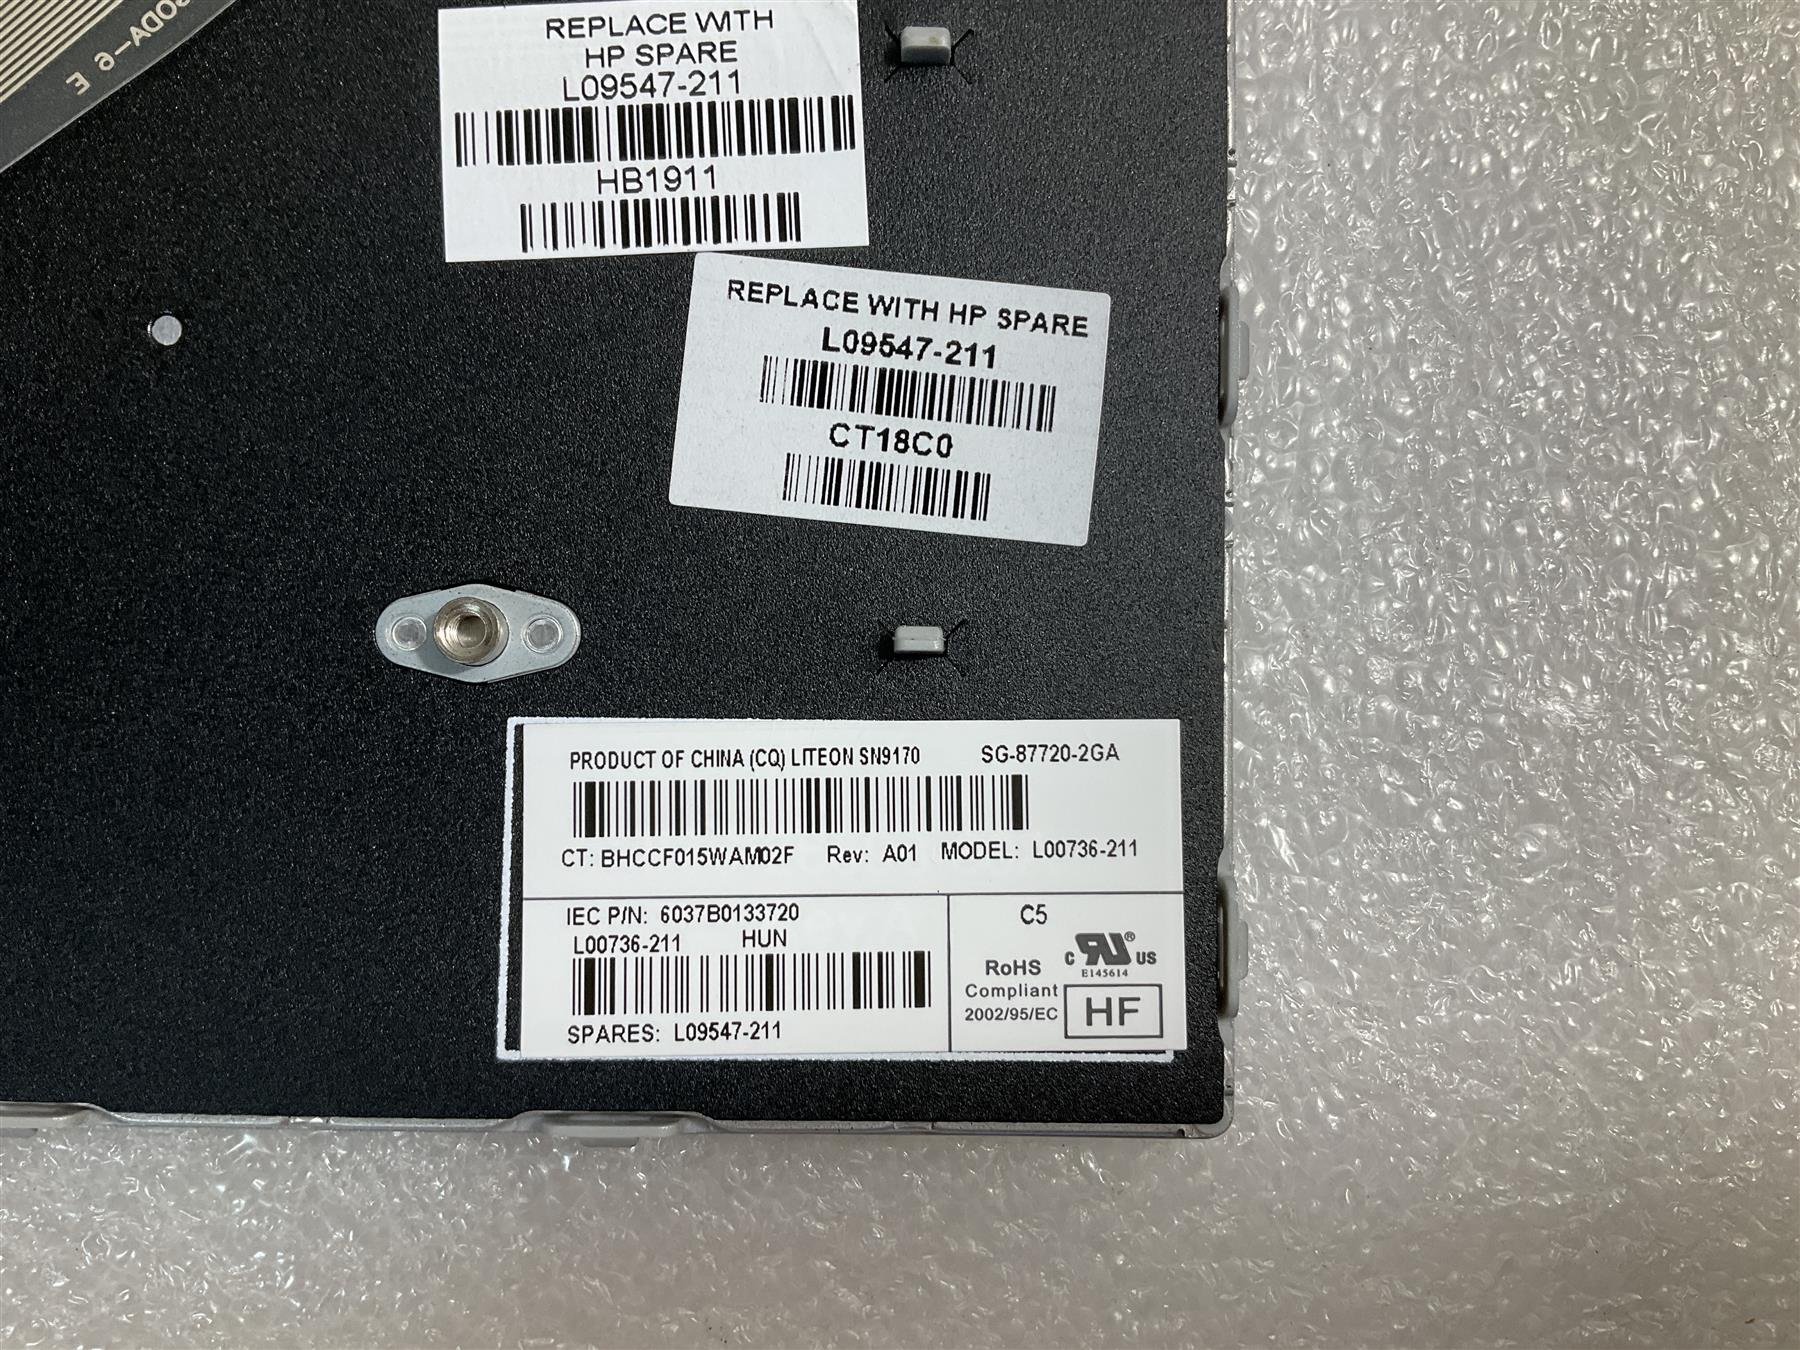 REPLACE WITH
HP SPARE
L09547-211
HB1911
REPLACE WITH HP SPARE
L09547-211
CT18C0
PRODUCT OF CHINA (CQ) LITEON SN9170 SG-87720-2GA
CT: BHCCF015WAM02F Rev: A01 MODEL: L00736-211
IEC P/N: 6037B0133720
L00736-211 HUN
SPARES: L09547-211
C5
RoHS
Compliant
2002/95/EC
c RU ® US
E145614
HF